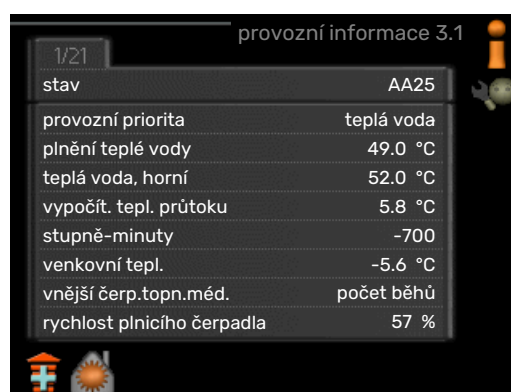 provozní informace 3.1
1/21
stav AA25
provozní priorita teplá voda
plnění teplé vody 49.0 °C
teplá voda, horní 52.0 °C
vypočít. tepl. průtoku 5.8 °C
stupně-minuty -700
venkovní tepl. -5.6 °C
vnější čerp.topn.méd. počet běhů
rychlost plnicího čerpadla 57 %